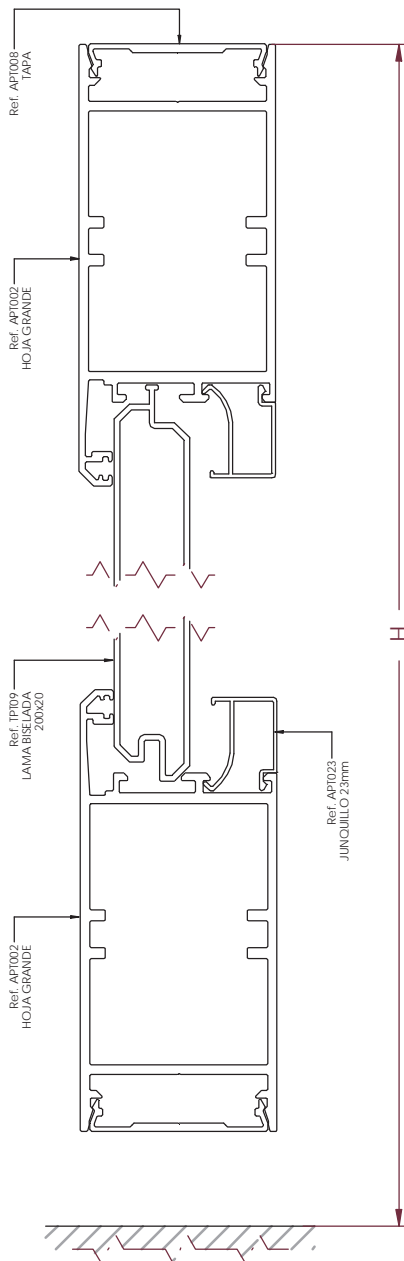 Ref. APT008
TAPA
Ref. APT002
HOJA GRANDE
Ref. TPT09
LAMA BISELADA
200x20
Ref. APT023
JUNQUILLO 23mm
Ref. APT002
HOJA GRANDE
H